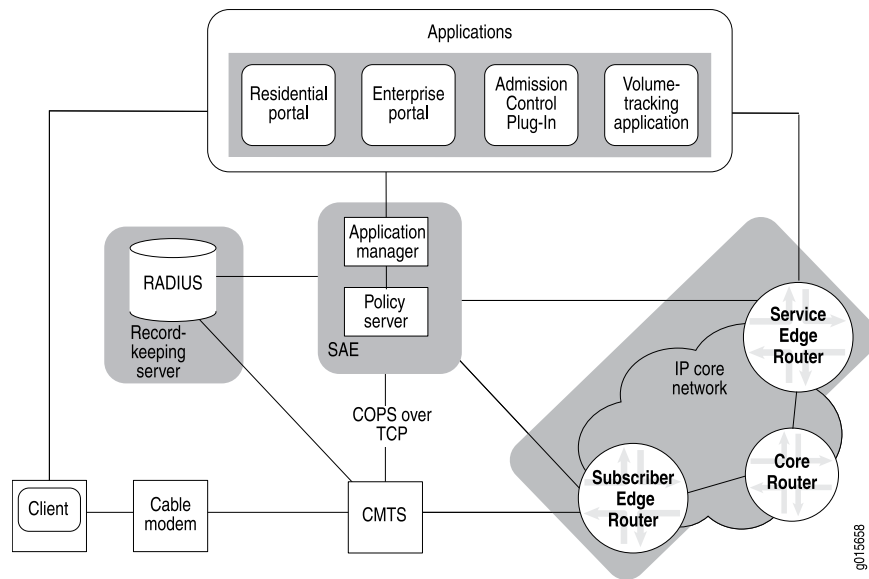 Applications
Residential
portal
Enterprise
portal
Admission
Control
Plug-In
Volume-
tracking
application
Application
manager
RADIUS
Policy
server
Record-
keeping
server
SAE
Service
Edge
Router
IP core
network
COPS over
TCP
Core
Router
Subscriber
Edge
Router
Client
Cable
modem
CMTS
g015658